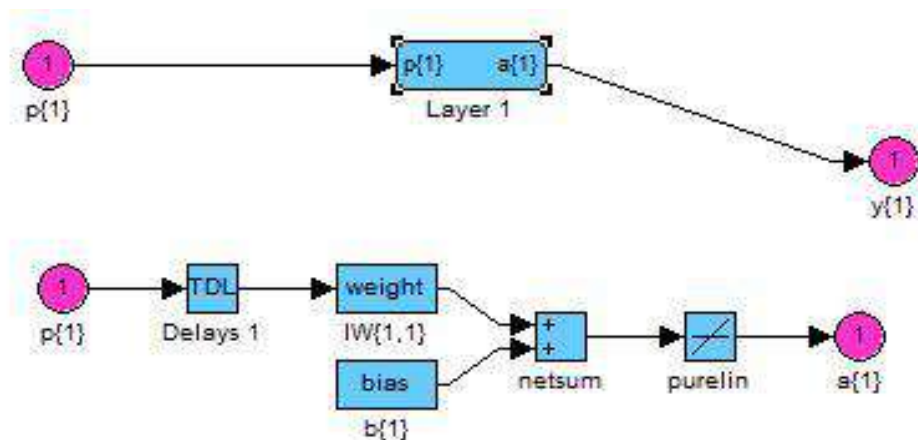 1
p{1} a{1}
p{1}
Layer 1
1
y{1}
1
TDL
weight
p{1}
Delays 1
IW{1,1}
+
+
1
bias
netsum
purelin
a{1}
b{1}